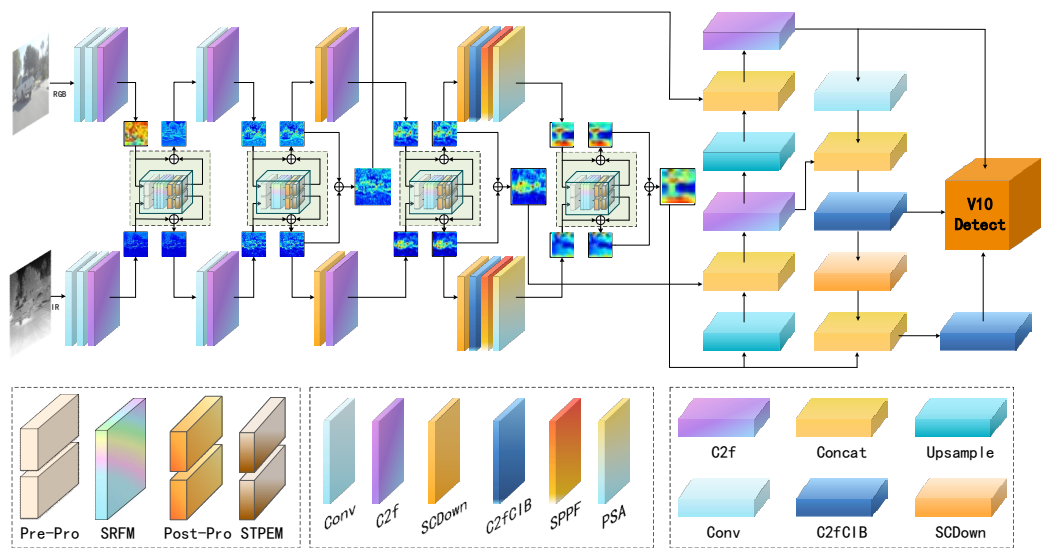 RGB
IR
V10
Detect
Pre-Pro SRFM Post-Pro STPEM
Conv C2f SCDown C2fCIB SPPF PSA
C2f Concat Upsample
Conv C2fCIB SCDown